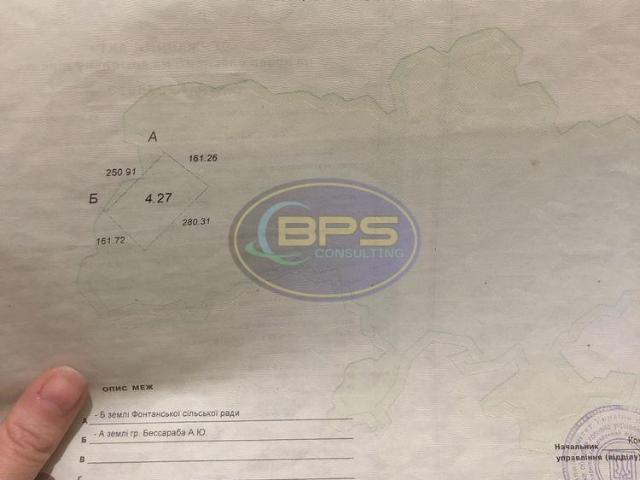 А
161.26
250.91
Б
4.27
280.31
161.72
BPS
CONSULTING
ОПИС МЕЖ
А - Б землі Фонтанської сільської ради
Б - А землі гр. Бессараба А.Ю.
В
Г
Начальник
управління (відділу)